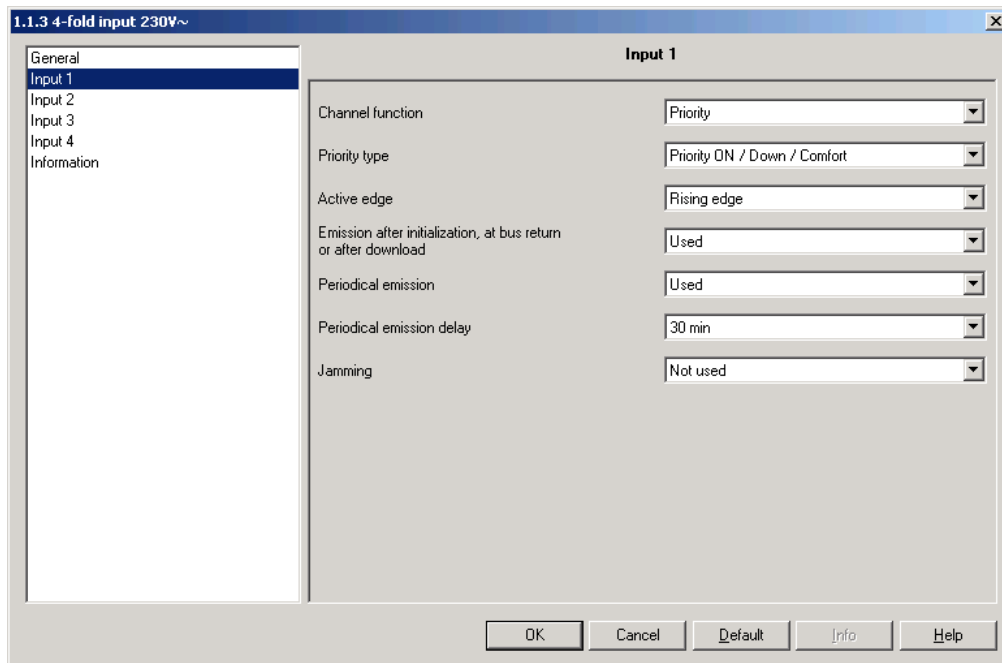 1.1.3 4-fold input 230V~
General
Input 1
Input 2
Input 3
Input 4
Information
Input 1
Channel function
Priority
Priority type
Priority ON / Down / Comfort
Active edge
Rising edge
Emission after initialization, at bus return
or after download
Used
Periodical emission
Used
Periodical emission delay
30 min
Jamming
Not used
OK
Cancel
Default
Info
Help